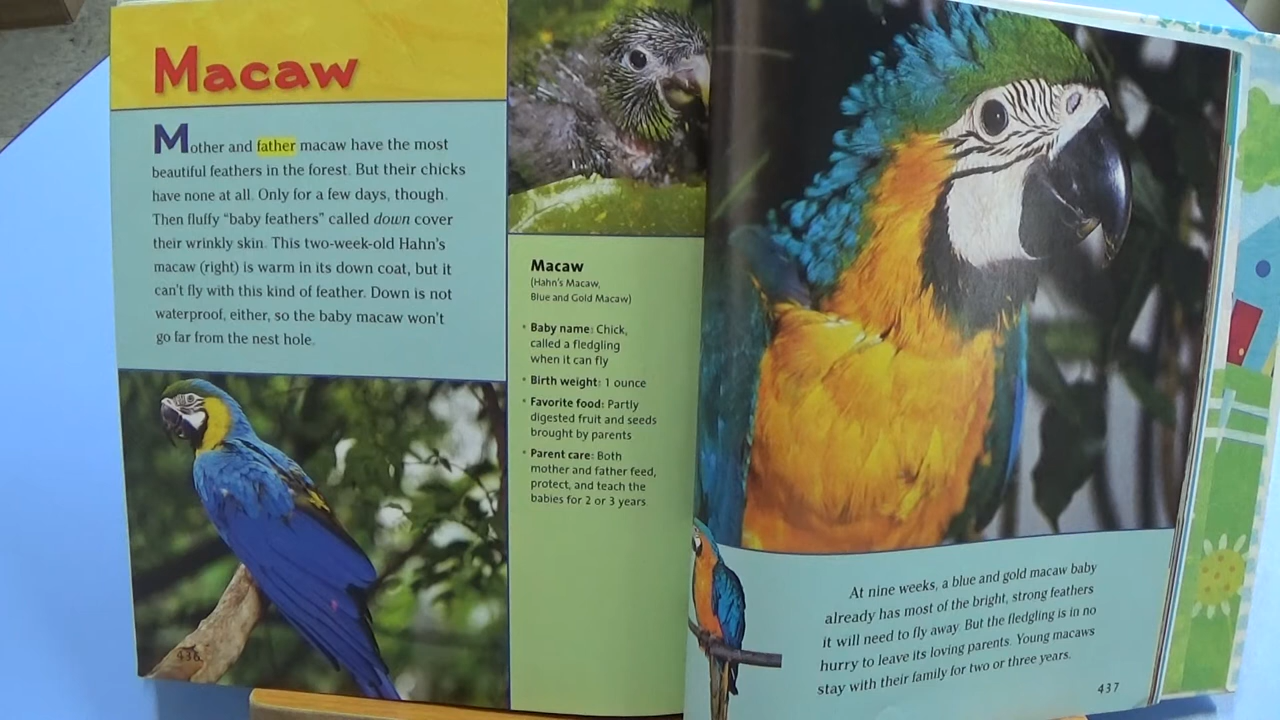 Macaw
Mother and father macaw have the most
beautiful feathers in the forest. But their chicks
have none at all. Only for a few days, though.
Then fluffy “baby feathers” called down cover
their wrinkly skin. This two-week-old Hahn's
macaw (right) is warm in its down coat, but it
can't fly with this kind of feather. Down is not
waterproof, either, so the baby macaw won't
go far from the nest hole.
436
Macaw
(Hahn's Macaw,
Blue and Gold Macaw)
• Baby name: Chick,
called a fledgling
when it can fly
• Birth weight: 1 ounce
• Favorite food: Partly
digested fruit and seeds
brought by parents
• Parent care: Both
mother and father feed,
protect, and teach the
babies for 2 or 3 years
At nine weeks, a blue and gold macaw baby
already has most of the bright, strong feathers
it will need to fly away. But the fledgling is in no
hurry to leave its loving parents. Young macaws
stay with their family for two or three years.
437